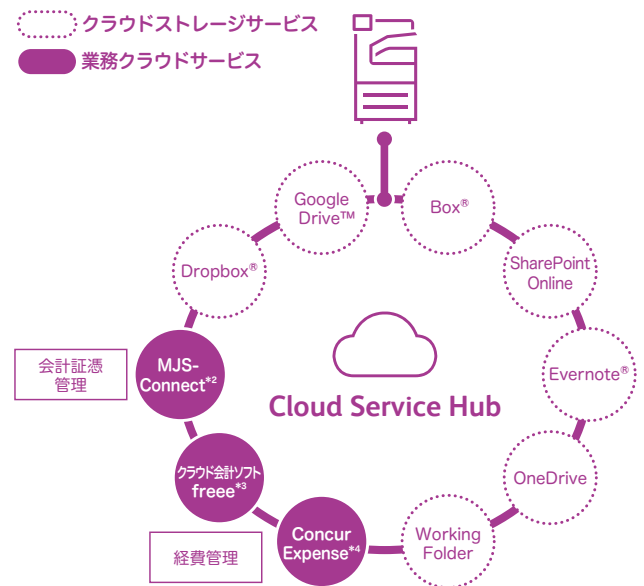 クラウドストレージサービス
業務クラウドサービス
Google
Drive™
Box®
Dropbox®
SharePoint
Online
会計証憑
管理
MJS-
Connect*2
Evernote®
Cloud Service Hub
クラウド会計ソフト
freee*3
OneDrive
経費管理
Concur
Expense*4
Working
Folder